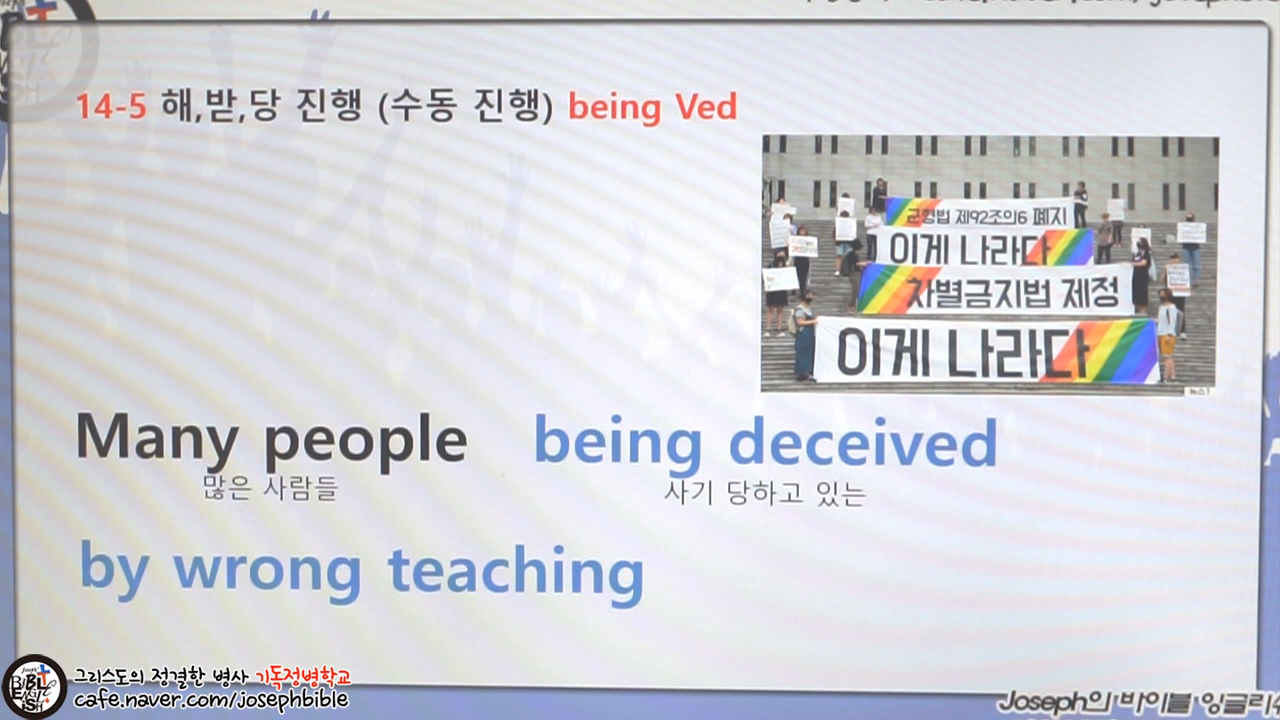 14-5 해,받,당 진행 (수동 진행) being Ved
군형법 제92조의6 폐지
이게 나라다
차별금지법 제정
이게 나라다
뉴스1
Many people being deceived
많은 사람들 사기 당하고 있는
by wrong teaching
그리스도의 정결한 병사 기독정병학교
cafe.naver.com/josephbible
Joseph의 바이블 잉글리쉬